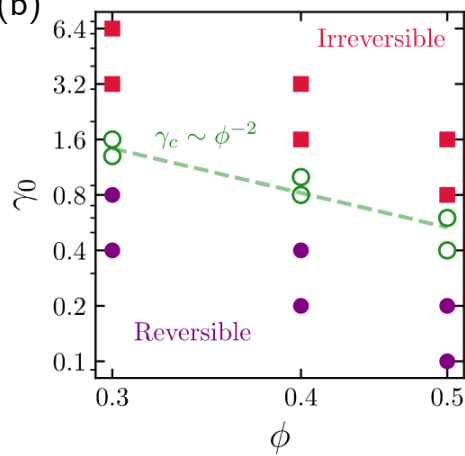 (b)
6.4
3.2
1.6
0.8
0.4
0.2
0.1
γ₀
Irreversible
γ_c ∼ ϕ⁻²
Reversible
0.3 0.4 0.5
ϕ